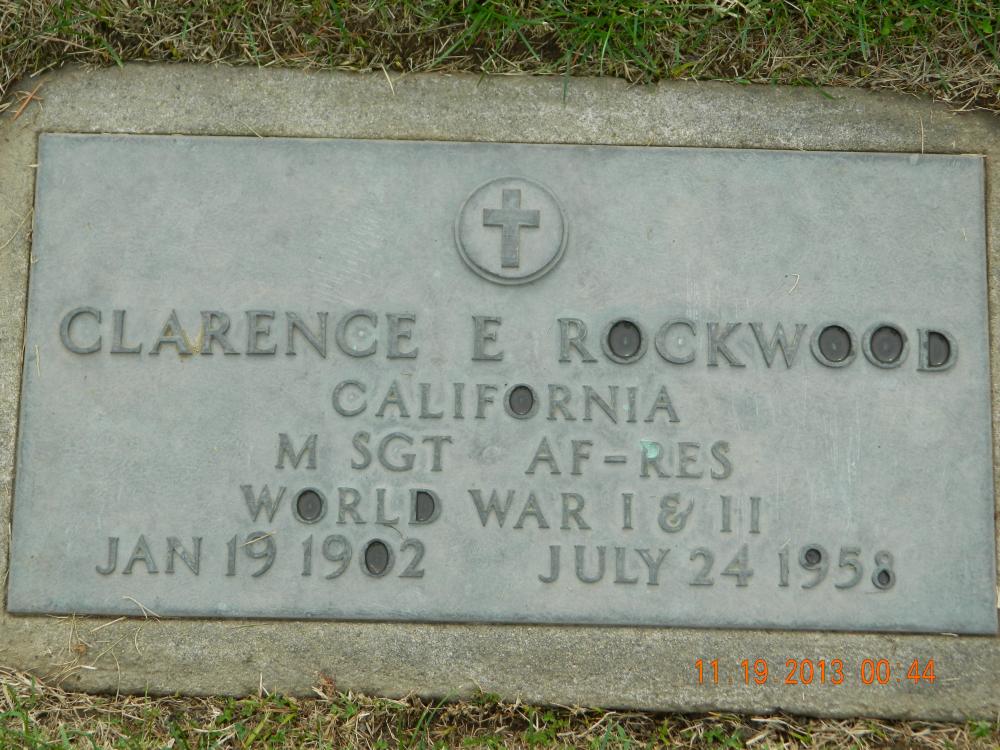 CLARENCE E ROCKWOOD
CALIFORNIA
M SGT AF-RES
WORLD WAR I & II
JAN 19 1902 JULY 24 1958
11.19.2013 00:44